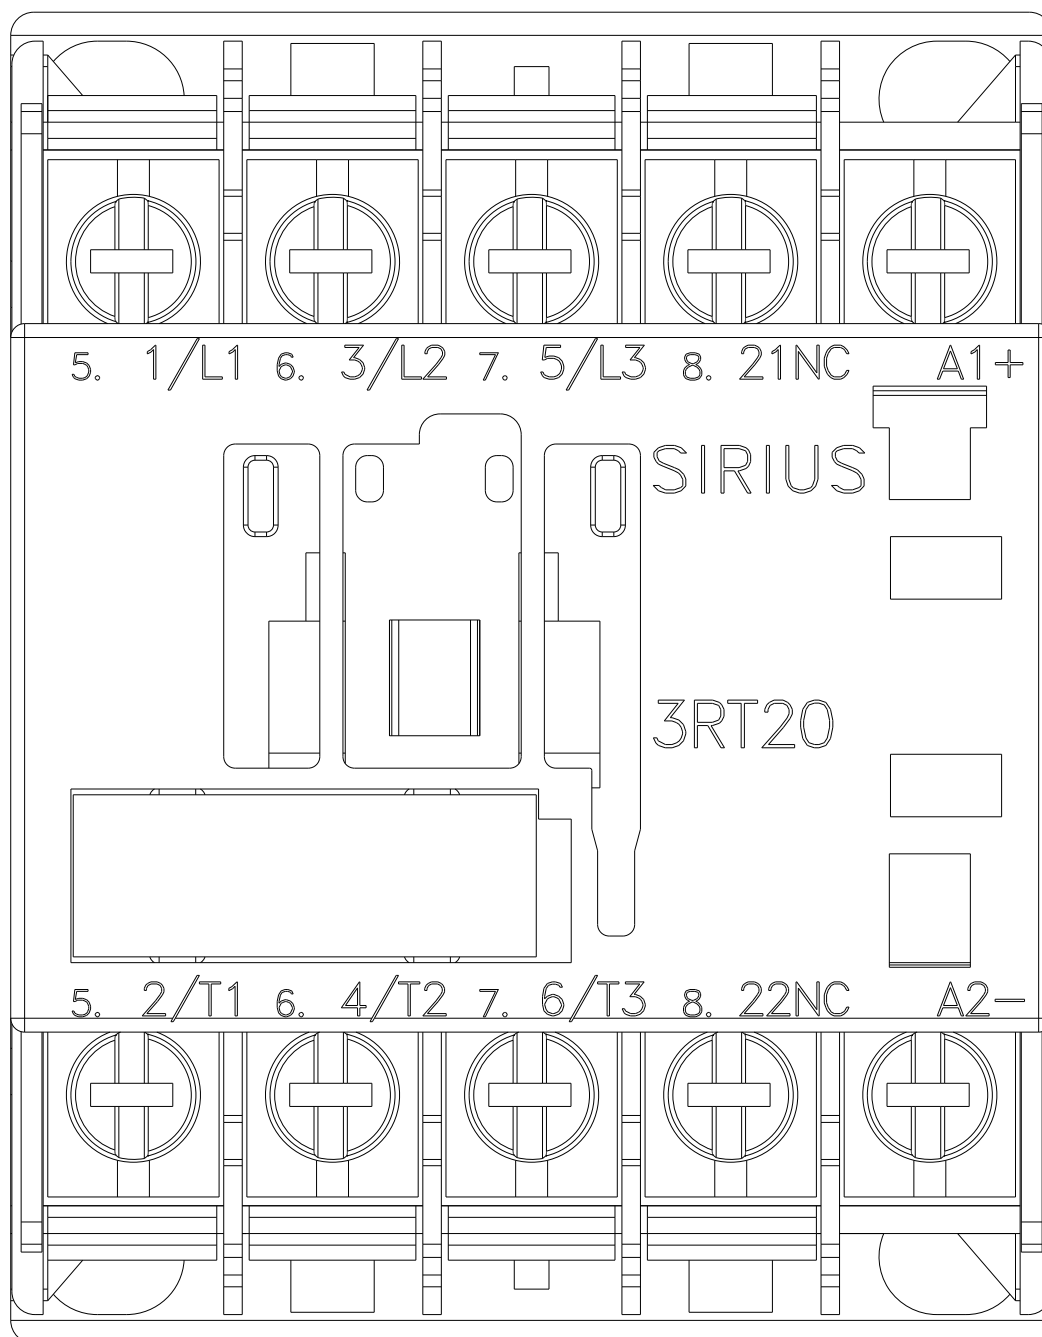 5. 1/L1 6. 3/L2 7. 5/L3 8. 21NC A1+
SIRIUS
3RT20
5. 2/T1 6. 4/T2 7. 6/T3 8. 22NC A2−